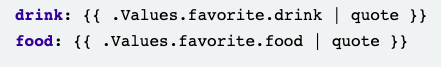 drink: {{ .Values.favorite.drink | quote }}
food: {{ .Values.favorite.food | quote }}